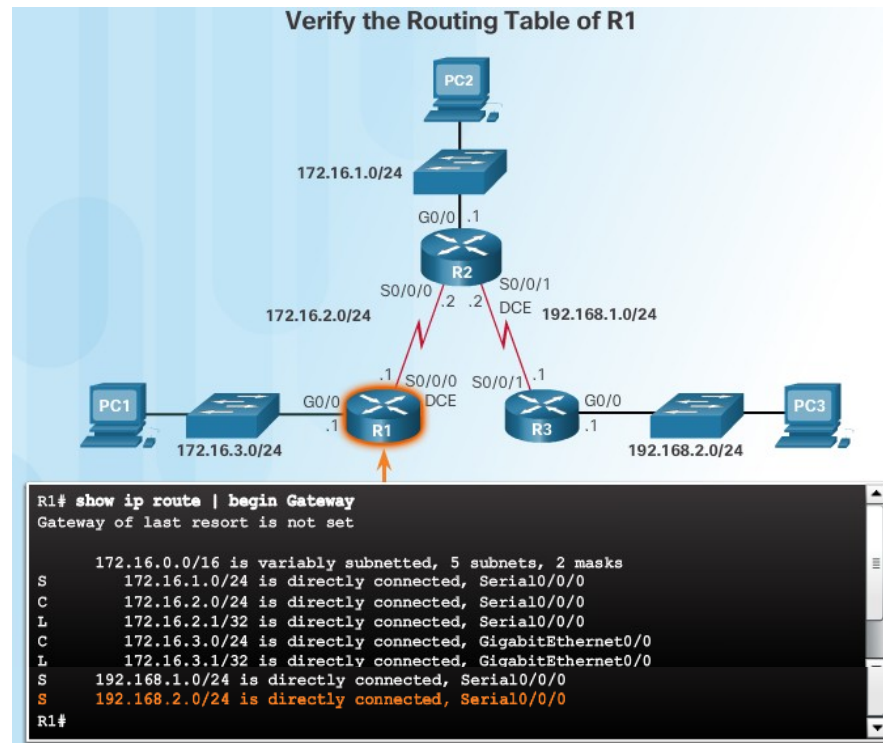 Verify the Routing Table of R1
PC2
172.16.1.0/24
G0/0 .1
R2
S0/0/0 S0/0/1
.2 .2 DCE
172.16.2.0/24 192.168.1.0/24
.1 S0/0/0 S0/0/1 .1
PC1 G0/0 DCE G0/0 PC3
.1 R1 R3 .1
172.16.3.0/24 192.168.2.0/24
R1# show ip route | begin Gateway
Gateway of last resort is not set
172.16.0.0/16 is variably subnetted, 5 subnets, 2 masks
S 172.16.1.0/24 is directly connected, Serial0/0/0
C 172.16.2.0/24 is directly connected, Serial0/0/0
L 172.16.2.1/32 is directly connected, Serial0/0/0
C 172.16.3.0/24 is directly connected, GigabitEthernet0/0
L 172.16.3.1/32 is directly connected, GigabitEthernet0/0
S 192.168.1.0/24 is directly connected, Serial0/0/0
S 192.168.2.0/24 is directly connected, Serial0/0/0
R1#